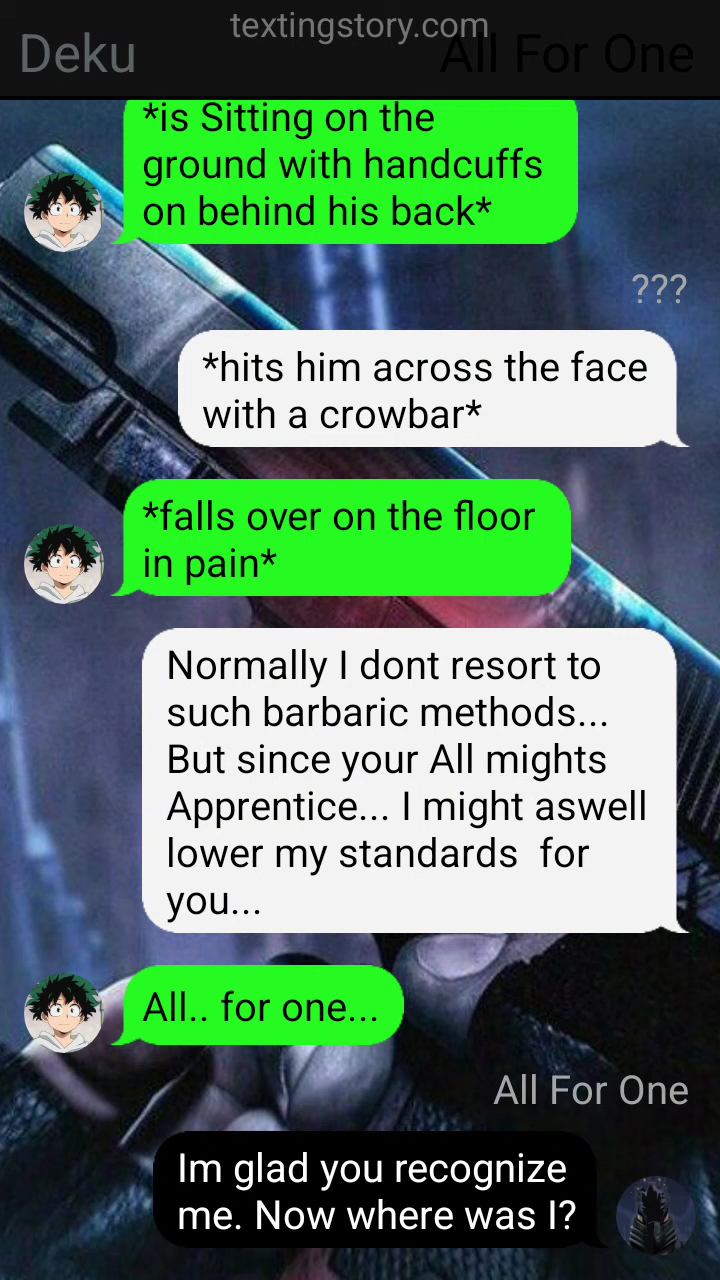 textingstory.com
Deku
All For One
*is Sitting on the
ground with handcuffs
on behind his back*
???
*hits him across the face
with a crowbar*
*falls over on the floor
in pain*
Normally I dont resort to
such barbaric methods...
But since your All mights
Apprentice... I might aswell
lower my standards  for
you...
All.. for one...
All For One
Im glad you recognize
me. Now where was I?